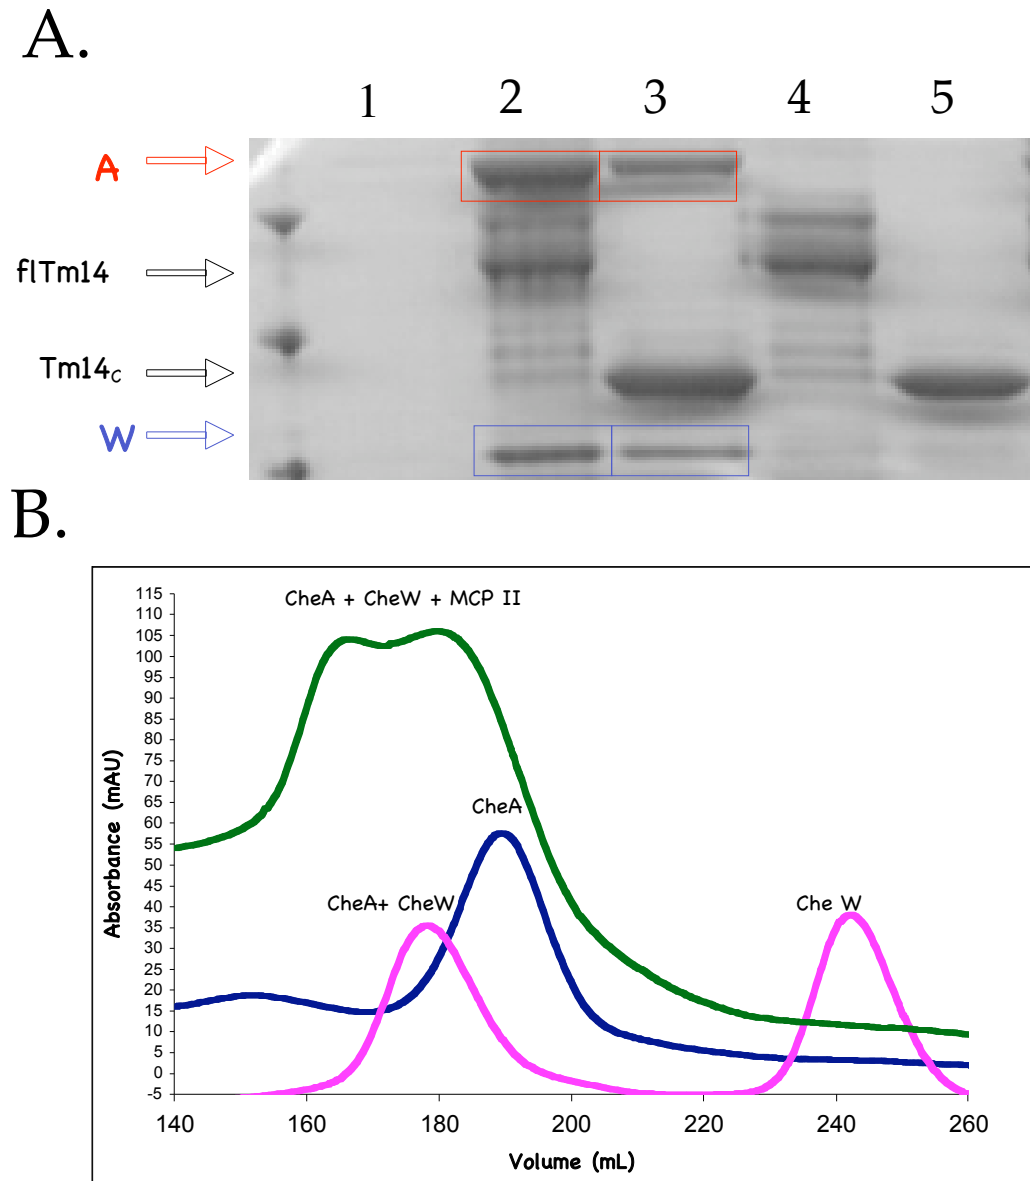 A.
1 2 3 4 5
A
flTm14
Tm14c
W
B.
CheA + CheW + MCP II
CheA
CheA+ CheW
Che W
Absorbance (mAU)
115
110
105
100
95
90
85
80
75
70
65
60
55
50
45
40
35
30
25
20
15
10
5
0
-5
140 160 180 200 220 240 260
Volume (mL)